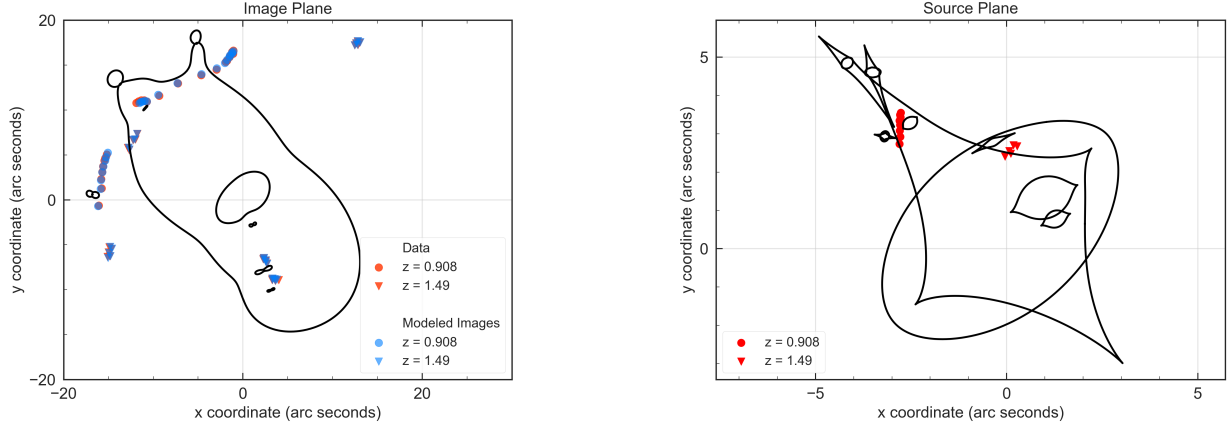 Image Plane
20
0
−20
−20
0
20
x coordinate (arc seconds)
y coordinate (arc seconds)
Data
z = 0.908
z = 1.49
Modeled Images
z = 0.908
z = 1.49
Source Plane
5
0
−5
0
5
x coordinate (arc seconds)
y coordinate (arc seconds)
z = 0.908
z = 1.49